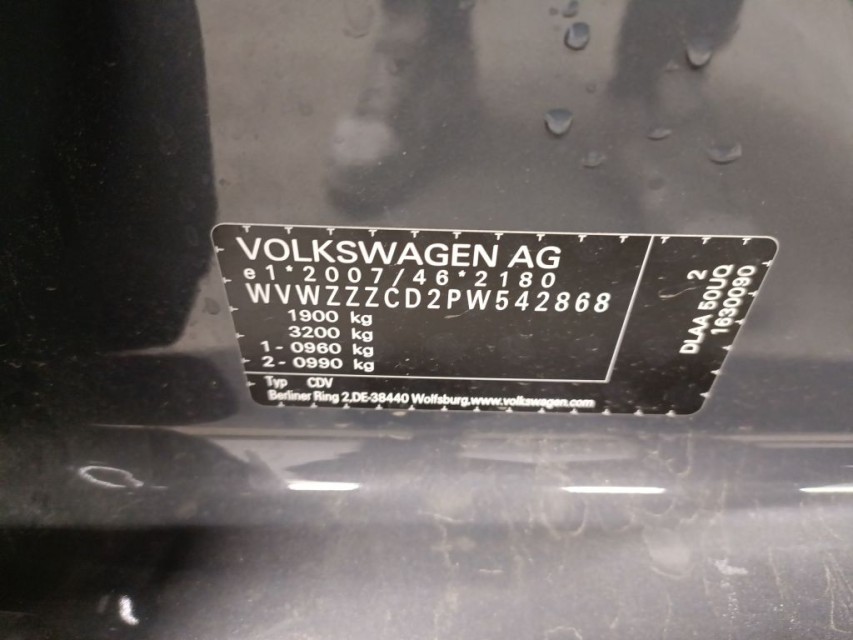 VOLKSWAGEN AG
e1*2007/46*2180
WVWZZZCD2PW542868
1900 kg
3200 kg
1 - 0960 kg
2 - 0990 kg
Typ CDV
Berliner Ring 2,DE-38440 Wolfsburg,www.volkswagen.com
2
DLAA 50UO
1630090